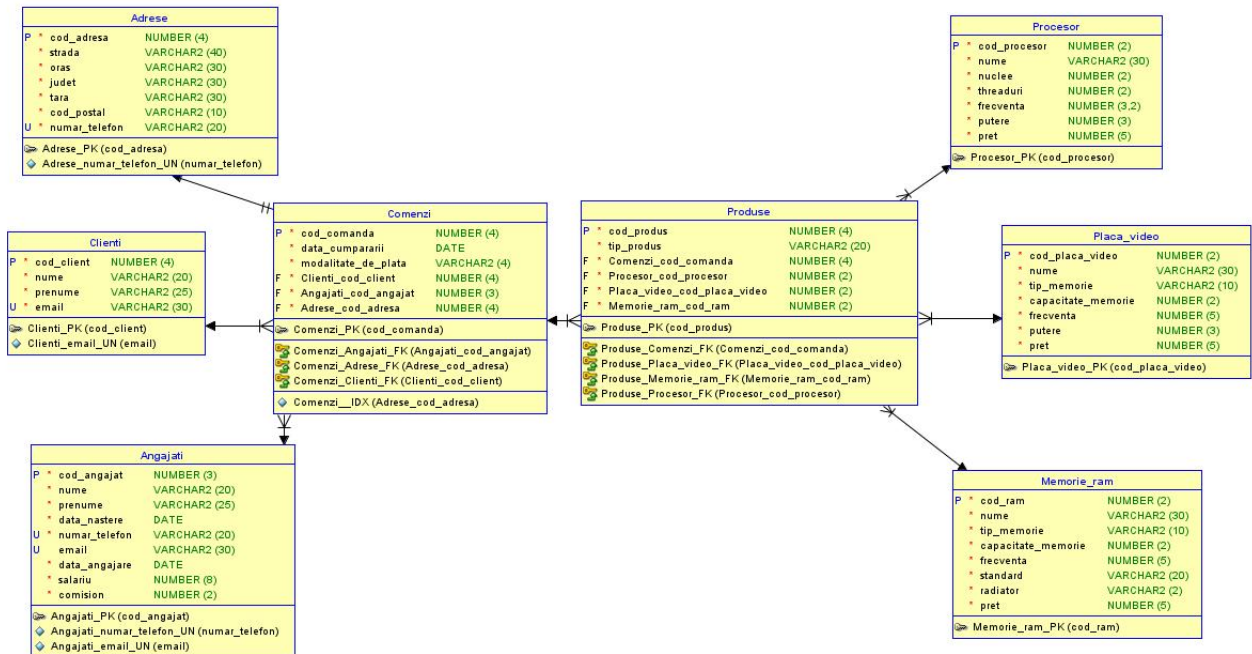 Adrese
P * cod_adresa NUMBER (4)
* strada VARCHAR2 (40)
* oras VARCHAR2 (30)
* judet VARCHAR2 (30)
* tara VARCHAR2 (30)
* cod_postal VARCHAR2 (10)
U * numar_telefon VARCHAR2 (20)
Adrese_PK (cod_adresa)
Adrese_numar_telefon_UN (numar_telefon)
Clienti
P * cod_client NUMBER (4)
* nume VARCHAR2 (20)
* prenume VARCHAR2 (25)
U * email VARCHAR2 (30)
Clienti_PK (cod_client)
Clienti_email_UN (email)
Angajati
P * cod_angajat NUMBER (3)
* nume VARCHAR2 (20)
* prenume VARCHAR2 (25)
* data_nastere DATE
U * numar_telefon VARCHAR2 (20)
U email VARCHAR2 (30)
* data_angajare DATE
* salariu NUMBER (8)
* comision NUMBER (2)
Angajati_PK (cod_angajat)
Angajati_numar_telefon_UN (numar_telefon)
Angajati_email_UN (email)
Comenzi
P * cod_comanda NUMBER (4)
* data_cumpararii DATE
* modalitate_de_plata VARCHAR2 (4)
F * Clienti_cod_client NUMBER (4)
F * Angajati_cod_angajat NUMBER (3)
F * Adrese_cod_adresa NUMBER (4)
Comenzi_PK (cod_comanda)
Comenzi_Angajati_FK (Angajati_cod_angajat)
Comenzi_Adrese_FK (Adrese_cod_adresa)
Comenzi_Clienti_FK (Clienti_cod_client)
Comenzi__IDX (Adrese_cod_adresa)
Produse
P * cod_produs NUMBER (4)
* tip_produs VARCHAR2 (20)
F * Comenzi_cod_comanda NUMBER (4)
F * Procesor_cod_procesor NUMBER (2)
F * Placa_video_cod_placa_video NUMBER (2)
F * Memorie_ram_cod_ram NUMBER (2)
Produse_PK (cod_produs)
Produse_Comenzi_FK (Comenzi_cod_comanda)
Produse_Placa_video_FK (Placa_video_cod_placa_video)
Produse_Memorie_ram_FK (Memorie_ram_cod_ram)
Produse_Procesor_FK (Procesor_cod_procesor)
Procesor
P * cod_procesor NUMBER (2)
* nume VARCHAR2 (30)
* nuclee NUMBER (2)
* threaduri NUMBER (2)
* frecventa NUMBER (3,2)
* putere NUMBER (3)
* pret NUMBER (5)
Procesor_PK (cod_procesor)
Placa_video
P * cod_placa_video NUMBER (2)
* nume VARCHAR2 (30)
* tip_memorie VARCHAR2 (10)
* capacitate_memorie NUMBER (2)
* frecventa NUMBER (5)
* putere NUMBER (3)
* pret NUMBER (5)
Placa_video_PK (cod_placa_video)
Memorie_ram
P * cod_ram NUMBER (2)
* nume VARCHAR2 (30)
* tip_memorie VARCHAR2 (10)
* capacitate_memorie NUMBER (2)
* frecventa NUMBER (5)
* standard VARCHAR2 (20)
* radiator VARCHAR2 (2)
* pret NUMBER (5)
Memorie_ram_PK (cod_ram)